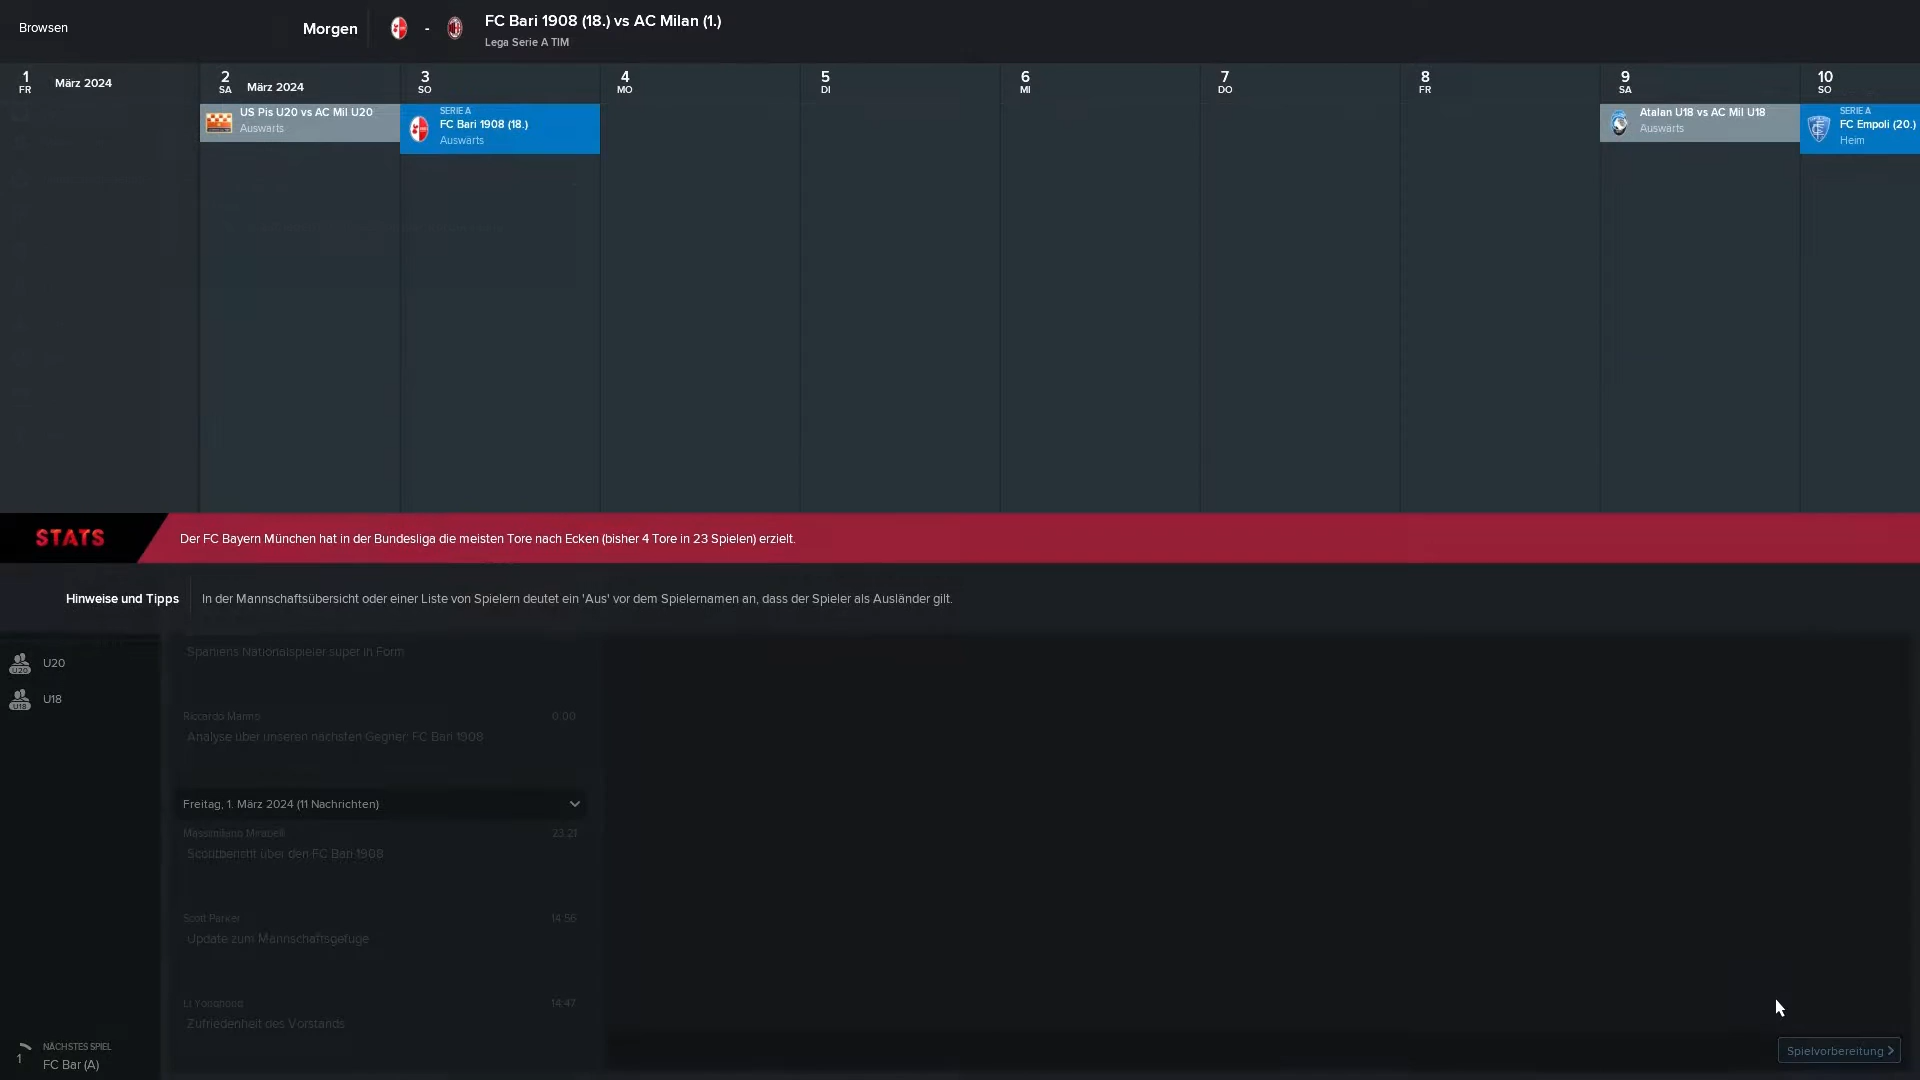 Browsen
Morgen
-
FC Bari 1908 (18.) vs AC Milan (1.)
Lega Serie A TIM
1 FR März 2024
2 SA März 2024
3 SO
4 MO
5 DI
6 MI
7 DO
8 FR
9 SA
10 SO
US Pis U20 vs AC Mil U20
Auswärts
SERIE A
FC Bari 1908 (18.)
Auswärts
Atalan U18 vs AC Mil U18
Auswärts
SERIE A
FC Empoli (20.)
Heim
STATS
Der FC Bayern München hat in der Bundesliga die meisten Tore nach Ecken (bisher 4 Tore in 23 Spielen) erzielt.
Hinweise und Tipps
In der Mannschaftsübersicht oder einer Liste von Spielern deutet ein 'Aus' vor dem Spielernamen an, dass der Spieler als Ausländer gilt.
U20
U20
U18
U18
Spaniens Nationalspieler super in Form
Riccardo Manno 0:00
Analyse über unseren nächsten Gegner: FC Bari 1908
Freitag, 1. März 2024 (11 Nachrichten)
Massimiliano Mirabelli 23:21
Scoutbericht über den FC Bari 1908
Scott Parker 14:56
Update zum Mannschaftsgefüge
Li Yonghong 14:47
Zufriedenheit des Vorstands
1
NÄCHSTES SPIEL
FC Bar (A)
Spielvorbereitung